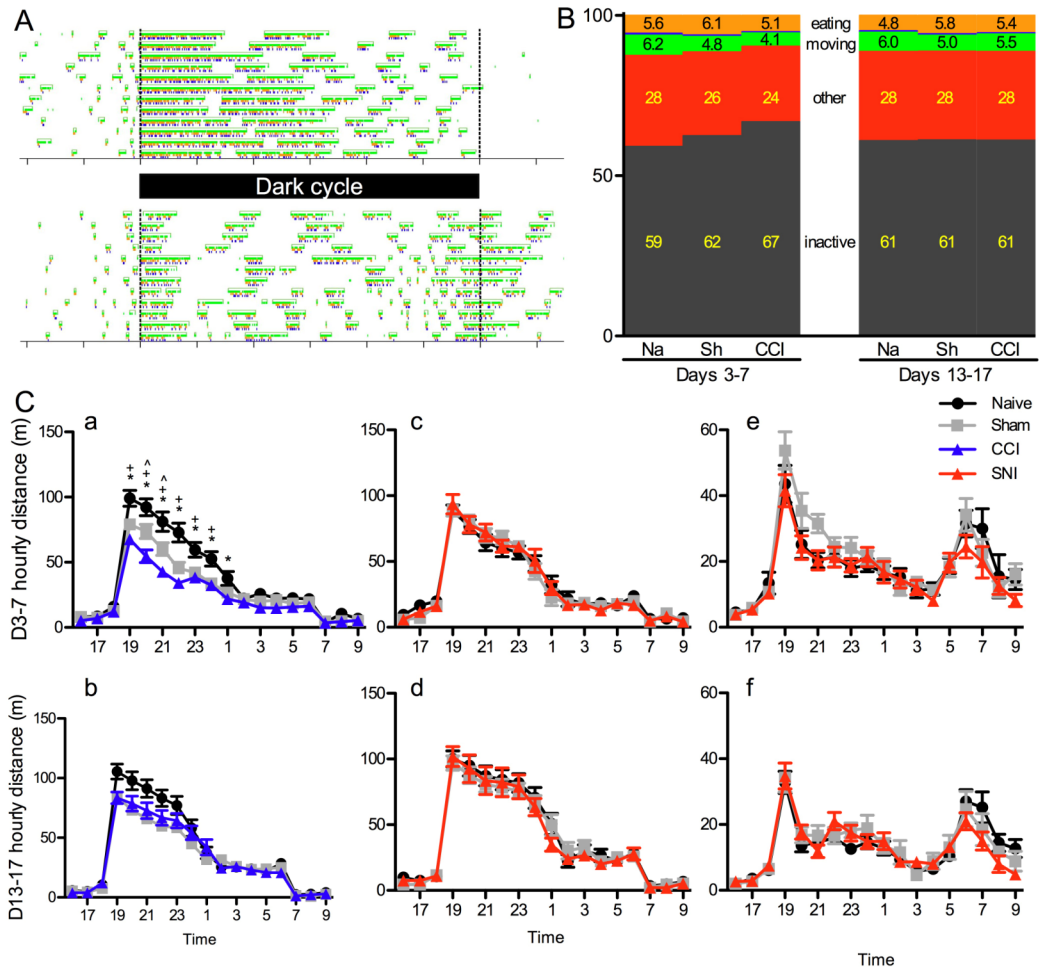 A
Dark cycle
B
100
50
0
5.6 6.1 5.1 eating 4.8 5.8 5.4
6.2 4.8 4.1 moving 6.0 5.0 5.5
28 26 24 other 28 28 28
59 62 67 inactive 61 61 61
Na Sh CCI Na Sh CCI
Days 3-7 Days 13-17
C
Naive
Sham
CCI
SNI
a
D3-7 hourly distance (m)
150
100
50
0
+ * ^ + * ^ + * + * + * + * *
17 19 21 23 1 3 5 7 9
c
150
100
50
0
17 19 21 23 1 3 5 7 9
e
60
40
20
0
17 19 21 23 1 3 5 7 9
b
D13-17 hourly distance (m)
150
100
50
0
17 19 21 23 1 3 5 7 9
Time
d
150
100
50
0
17 19 21 23 1 3 5 7 9
Time
f
60
40
20
0
17 19 21 23 1 3 5 7 9
Time